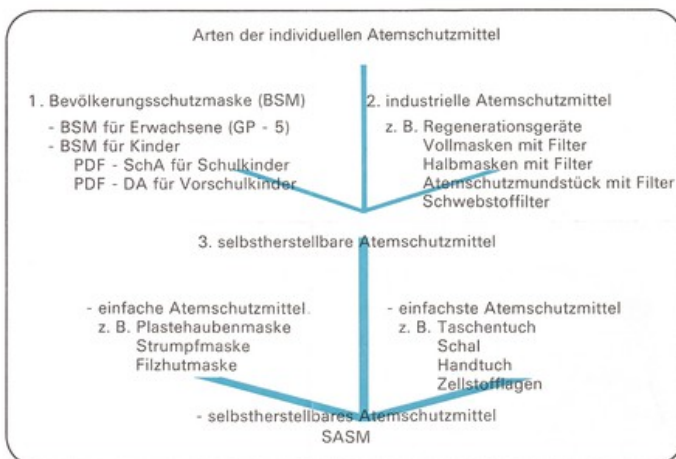 Arten der individuellen Atemschutzmittel
1. Bevölkerungsschutzmaske (BSM)
- BSM für Erwachsene (GP - 5)
- BSM für Kinder
PDF - SchA für Schulkinder
PDF - DA für Vorschulkinder
2. industrielle Atemschutzmittel
z. B. Regenerationsgeräte
Vollmasken mit Filter
Halbmasken mit Filter
Atemschutzmundstück mit Filter
Schwebstoffilter
3. selbstherstellbare Atemschutzmittel
- einfache Atemschutzmittel.
z. B. Plastehaubenmaske
Strumpfmaske
Filzhutmaske
- einfachste Atemschutzmittel
z. B. Taschentuch
Schal
Handtuch
Zellstofflagen
- selbstherstellbares Atemschutzmittel
SASM